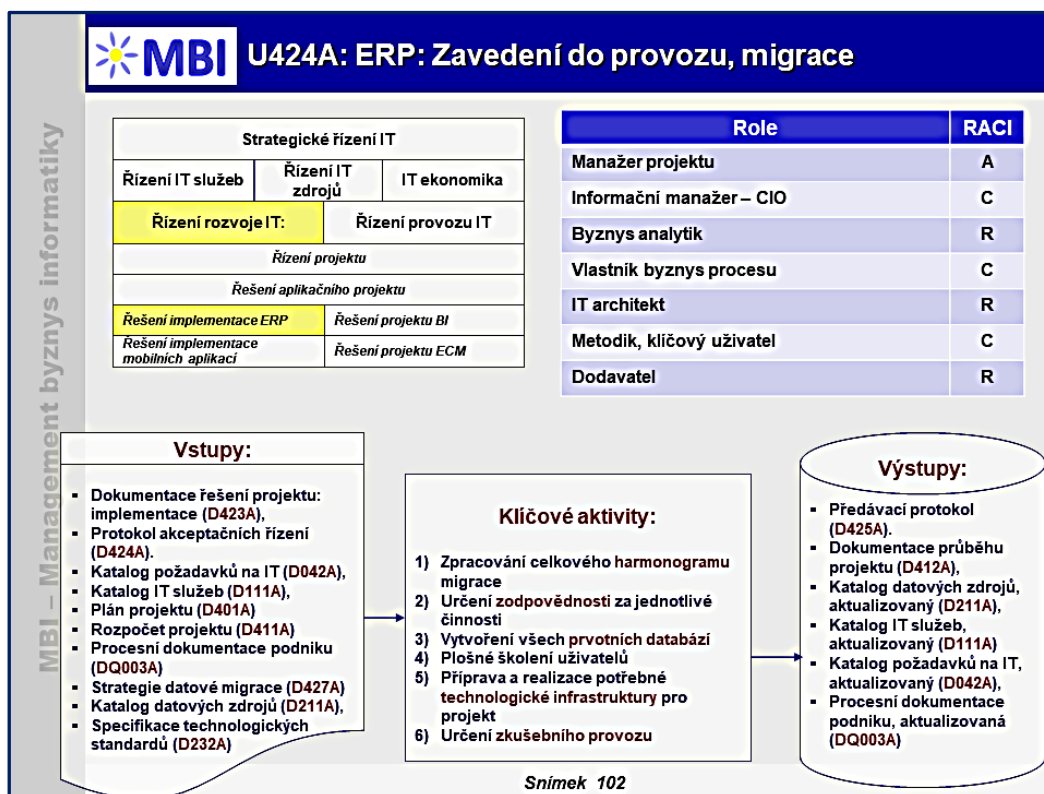 MBI
U424A: ERP: Zavedení do provozu, migrace
MBI – Management byznys informatiky
Strategické řízení IT
Řízení IT služeb
Řízení IT
zdrojů
IT ekonomika
Řízení rozvoje IT:
Řízení provozu IT
Řízení projektu
Řešení aplikačního projektu
Řešení implementace ERP
Řešení projektu BI
Řešení implementace
mobilních aplikací
Řešení projektu ECM
Role RACI
Manažer projektu A
Informační manažer – CIO C
Byznys analytik R
Vlastník byznys procesu C
IT architekt R
Metodik, klíčový uživatel C
Dodavatel R
Vstupy:
▪ Dokumentace řešení projektu:
implementace (D423A),
▪ Protokol akceptačních řízení
(D424A).
▪ Katalog požadavků na IT (D042A),
▪ Katalog IT služeb (D111A),
▪ Plán projektu (D401A)
▪ Rozpočet projektu (D411A)
▪ Procesní dokumentace podniku
(DQ003A)
▪ Strategie datové migrace (D427A)
▪ Katalog datových zdrojů (D211A),
▪ Specifikace technologických
standardů (D232A)
Klíčové aktivity:
1) Zpracování celkového harmonogramu
migrace
2) Určení zodpovědnosti za jednotlivé
činnosti
3) Vytvoření všech prvotních databází
4) Plošné školení uživatelů
5) Příprava a realizace potřebné
technologické infrastruktury pro
projekt
6) Určení zkušebního provozu
Výstupy:
▪ Předávací protokol
(D425A).
▪ Dokumentace průběhu
projektu (D412A),
▪ Katalog datových zdrojů,
aktualizovaný (D211A),
▪ Katalog IT služeb,
aktualizovaný (D111A)
▪ Katalog požadavků na IT,
aktualizovaný (D042A),
▪ Procesní dokumentace
podniku, aktualizovaná
(DQ003A)
Snímek 102